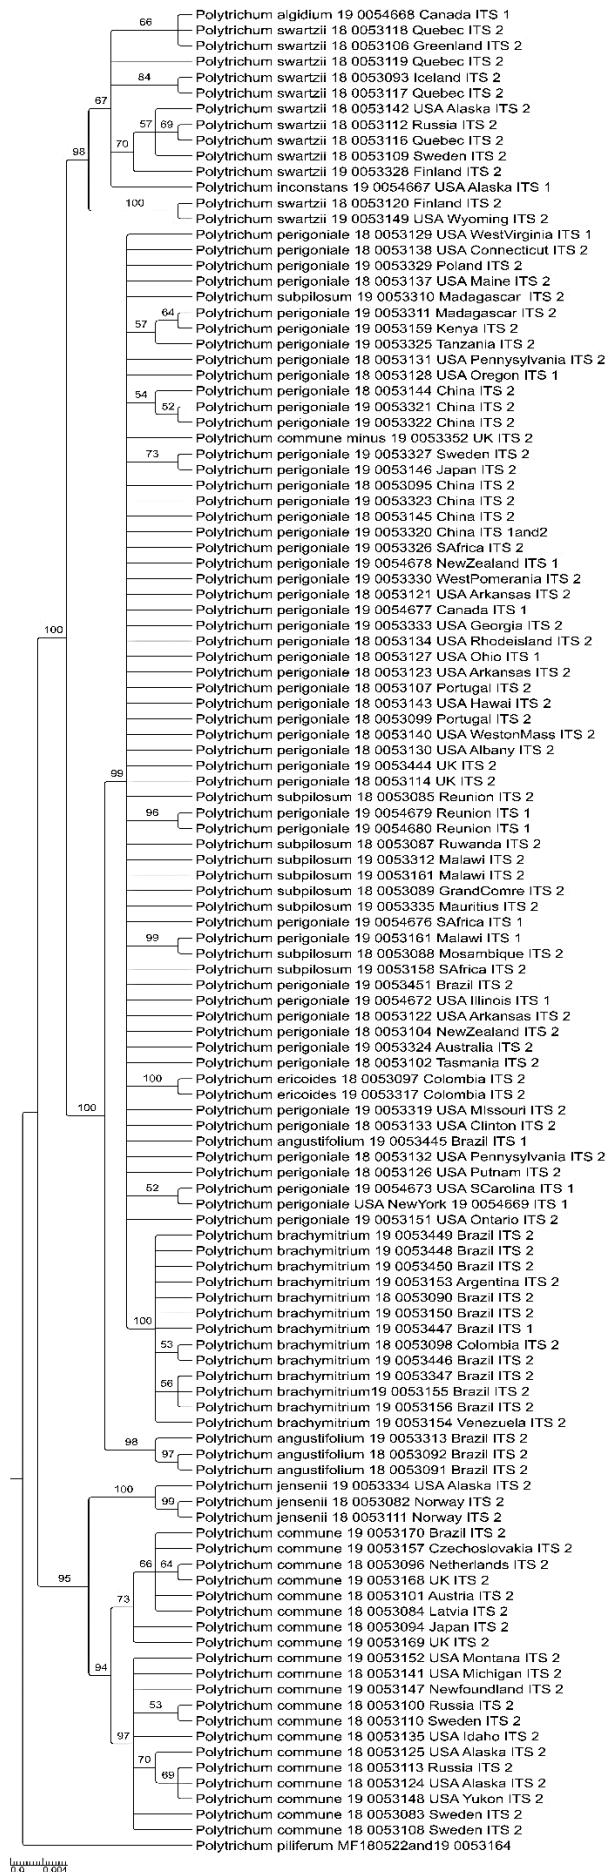 Polytrichum algidium 19 0054668 Canada ITS 1
66
Polytrichum swartzii 18 0053118 Quebec ITS 2
Polytrichum swartzii 18 0053106 Greenland ITS 2
Polytrichum swartzii 18 0053119 Quebec ITS 2
84
Polytrichum swartzii 18 0053093 Iceland ITS 2
Polytrichum swartzii 18 0053117 Quebec ITS 2
67
Polytrichum swartzii 18 0053142 USA Alaska ITS 2
57 69
Polytrichum swartzii 18 0053112 Russia ITS 2
Polytrichum swartzii 18 0053116 Quebec ITS 2
70
98
Polytrichum swartzii 18 0053109 Sweden ITS 2
Polytrichum swartzii 19 0053328 Finland ITS 2
Polytrichum inconstans 19 0054667 USA Alaska ITS 1
100
Polytrichum swartzii 18 0053120 Finland ITS 2
Polytrichum swartzii 19 0053149 USA Wyoming ITS 2
Polytrichum perigoniale 18 0053129 USA WestVirginia ITS 1
Polytrichum perigoniale 18 0053138 USA Connecticut ITS 2
Polytrichum perigoniale 19 0053329 Poland ITS 2
Polytrichum perigoniale 18 0053137 USA Maine ITS 2
Polytrichum subpilosum 19 0053310 Madagascar ITS 2
64
Polytrichum perigoniale 19 0053311 Madagascar ITS 2
57
Polytrichum perigoniale 19 0053159 Kenya ITS 2
Polytrichum perigoniale 19 0053325 Tanzania ITS 2
Polytrichum perigoniale 18 0053131 USA Pennysylvania ITS 2
Polytrichum perigoniale 18 0053128 USA Oregon ITS 1
54
Polytrichum perigoniale 18 0053144 China ITS 2
52
Polytrichum perigoniale 19 0053321 China ITS 2
Polytrichum perigoniale 19 0053322 China ITS 2
Polytrichum commune minus 19 0053352 UK ITS 2
73
Polytrichum perigoniale 19 0053327 Sweden ITS 2
Polytrichum perigoniale 19 0053146 Japan ITS 2
Polytrichum perigoniale 18 0053095 China ITS 2
Polytrichum perigoniale 19 0053323 China ITS 2
Polytrichum perigoniale 18 0053145 China ITS 2
Polytrichum perigoniale 19 0053320 China ITS 1and2
Polytrichum perigoniale 19 0053326 SAfrica ITS 2
Polytrichum perigoniale 19 0054678 NewZealand ITS 1
Polytrichum perigoniale 19 0053330 WestPomerania ITS 2
Polytrichum perigoniale 18 0053121 USA Arkansas ITS 2
Polytrichum perigoniale 19 0054677 Canada ITS 1
Polytrichum perigoniale 19 0053333 USA Georgia ITS 2
100
Polytrichum perigoniale 18 0053134 USA Rhodeisland ITS 2
Polytrichum perigoniale 18 0053127 USA Ohio ITS 1
Polytrichum perigoniale 18 0053123 USA Arkansas ITS 2
Polytrichum perigoniale 18 0053107 Portugal ITS 2
Polytrichum perigoniale 18 0053143 USA Hawai ITS 2
Polytrichum perigoniale 18 0053099 Portugal ITS 2
Polytrichum perigoniale 18 0053140 USA WestonMass ITS 2
Polytrichum perigoniale 18 0053130 USA Albany ITS 2
Polytrichum perigoniale 19 0053444 UK ITS 2
99
Polytrichum perigoniale 18 0053114 UK ITS 2
Polytrichum subpilosum 18 0053085 Reunion ITS 2
96
Polytrichum perigoniale 19 0054679 Reunion ITS 1
Polytrichum perigoniale 19 0054680 Reunion ITS 1
Polytrichum subpilosum 18 0053087 Ruwanda ITS 2
Polytrichum subpilosum 19 0053312 Malawi ITS 2
Polytrichum subpilosum 19 0053161 Malawi ITS 2
Polytrichum subpilosum 18 0053089 GrandComre ITS 2
Polytrichum subpilosum 19 0053335 Mauritius ITS 2
Polytrichum perigoniale 19 0054676 SAfrica ITS 1
99
Polytrichum perigoniale 19 0053161 Malawi ITS 1
Polytrichum subpilosum 18 0053088 Mosambique ITS 2
Polytrichum subpilosum 19 0053158 SAfrica ITS 2
Polytrichum perigoniale 19 0053451 Brazil ITS 2
Polytrichum perigoniale 19 0054672 USA Illinois ITS 1
Polytrichum perigoniale 18 0053122 USA Arkansas ITS 2
Polytrichum perigoniale 18 0053104 NewZealand ITS 2
Polytrichum perigoniale 19 0053324 Australia ITS 2
Polytrichum perigoniale 18 0053102 Tasmania ITS 2
100
Polytrichum ericoides 18 0053097 Colombia ITS 2
Polytrichum ericoides 19 0053317 Colombia ITS 2
100
Polytrichum perigoniale 19 0053319 USA MIssouri ITS 2
Polytrichum perigoniale 18 0053133 USA Clinton ITS 2
Polytrichum angustifolium 19 0053445 Brazil ITS 1
Polytrichum perigoniale 18 0053132 USA Pennysylvania ITS 2
Polytrichum perigoniale 18 0053126 USA Putnam ITS 2
52
Polytrichum perigoniale 19 0054673 USA SCarolina ITS 1
Polytrichum perigoniale USA NewYork 19 0054669 ITS 1
Polytrichum perigoniale 19 0053151 USA Ontario ITS 2
Polytrichum brachymitrium 19 0053449 Brazil ITS 2
Polytrichum brachymitrium 19 0053448 Brazil ITS 2
Polytrichum brachymitrium 19 0053450 Brazil ITS 2
Polytrichum brachymitrium 19 0053153 Argentina ITS 2
Polytrichum brachymitrium 18 0053090 Brazil ITS 2
Polytrichum brachymitrium 19 0053150 Brazil ITS 2
100
Polytrichum brachymitrium 19 0053447 Brazil ITS 1
53
Polytrichum brachymitrium 18 0053098 Colombia ITS 2
Polytrichum brachymitrium 19 0053446 Brazil ITS 2
Polytrichum brachymitrium 19 0053347 Brazil ITS 2
56
Polytrichum brachymitrium19 0053155 Brazil ITS 2
Polytrichum brachymitrium 19 0053156 Brazil ITS 2
Polytrichum brachymitrium 19 0053154 Venezuela ITS 2
98
Polytrichum angustifolium 19 0053313 Brazil ITS 2
97
Polytrichum angustifolium 18 0053092 Brazil ITS 2
Polytrichum angustifolium 18 0053091 Brazil ITS 2
100
Polytrichum jensenii 19 0053334 USA Alaska ITS 2
99
Polytrichum jensenii 18 0053082 Norway ITS 2
Polytrichum jensenii 18 0053111 Norway ITS 2
Polytrichum commune 19 0053170 Brazil ITS 2
Polytrichum commune 19 0053157 Czechoslovakia ITS 2
66 64
Polytrichum commune 18 0053096 Netherlands ITS 2
95
Polytrichum commune 19 0053168 UK ITS 2
73
Polytrichum commune 18 0053101 Austria ITS 2
Polytrichum commune 18 0053084 Latvia ITS 2
Polytrichum commune 18 0053094 Japan ITS 2
Polytrichum commune 19 0053169 UK ITS 2
94
Polytrichum commune 19 0053152 USA Montana ITS 2
Polytrichum commune 18 0053141 USA Michigan ITS 2
Polytrichum commune 19 0053147 Newfoundland ITS 2
53
Polytrichum commune 18 0053100 Russia ITS 2
Polytrichum commune 18 0053110 Sweden ITS 2
97
Polytrichum commune 18 0053135 USA Idaho ITS 2
70
Polytrichum commune 18 0053125 USA Alaska ITS 2
69
Polytrichum commune 18 0053113 Russia ITS 2
Polytrichum commune 18 0053124 USA Alaska ITS 2
Polytrichum commune 19 0053148 USA Yukon ITS 2
Polytrichum commune 18 0053083 Sweden ITS 2
Polytrichum commune 18 0053108 Sweden ITS 2
Polytrichum piliferum MF180522and19 0053164
0.0 0.004